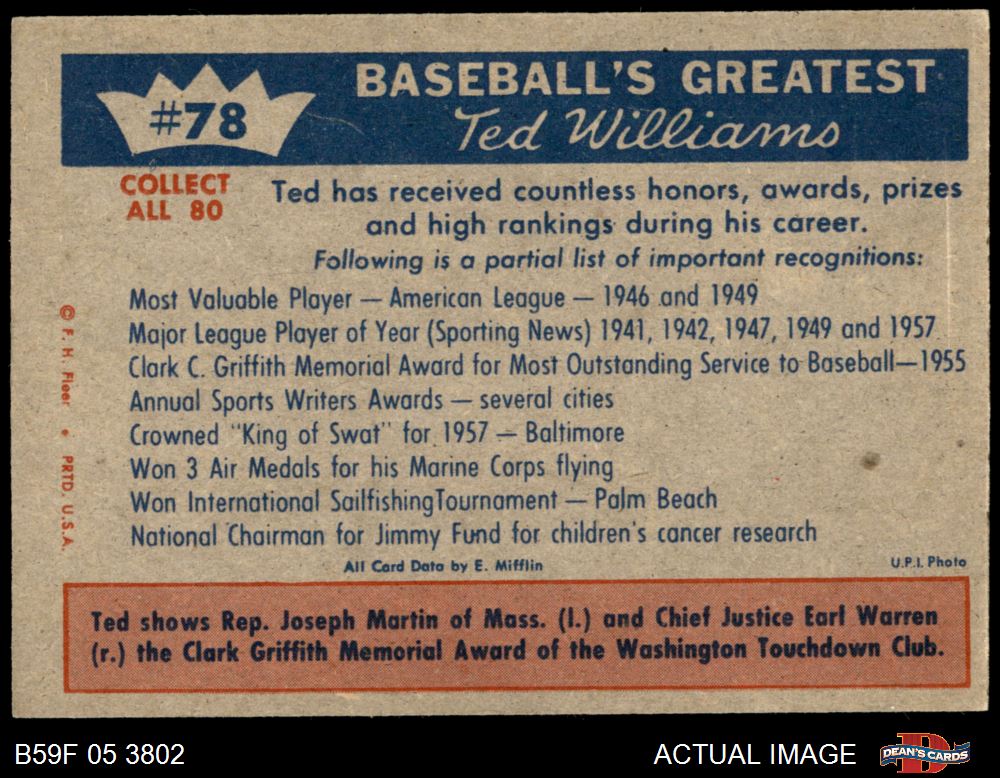 #78
BASEBALL'S GREATEST
Ted Williams
COLLECT
ALL 80
Ted has received countless honors, awards, prizes
and high rankings during his career.
Following is a partial list of important recognitions:
Most Valuable Player — American League — 1946 and 1949
Major League Player of Year (Sporting News) 1941, 1942, 1947, 1949 and 1957
Clark C. Griffith Memorial Award for Most Outstanding Service to Baseball—1955
Annual Sports Writers Awards — several cities
Crowned "King of Swat" for 1957 — Baltimore
Won 3 Air Medals for his Marine Corps flying
Won International SailfishingTournament — Palm Beach
National Chairman for Jimmy Fund for children's cancer research
All Card Data by E. Mifflin
U.P.I. Photo
© F. H. Fleer • PRTD. U.S.A.
Ted shows Rep. Joseph Martin of Mass. (l.) and Chief Justice Earl Warren
(r.) the Clark Griffith Memorial Award of the Washington Touchdown Club.
B59F 05 3802
ACTUAL IMAGE
DEAN'S CARDS